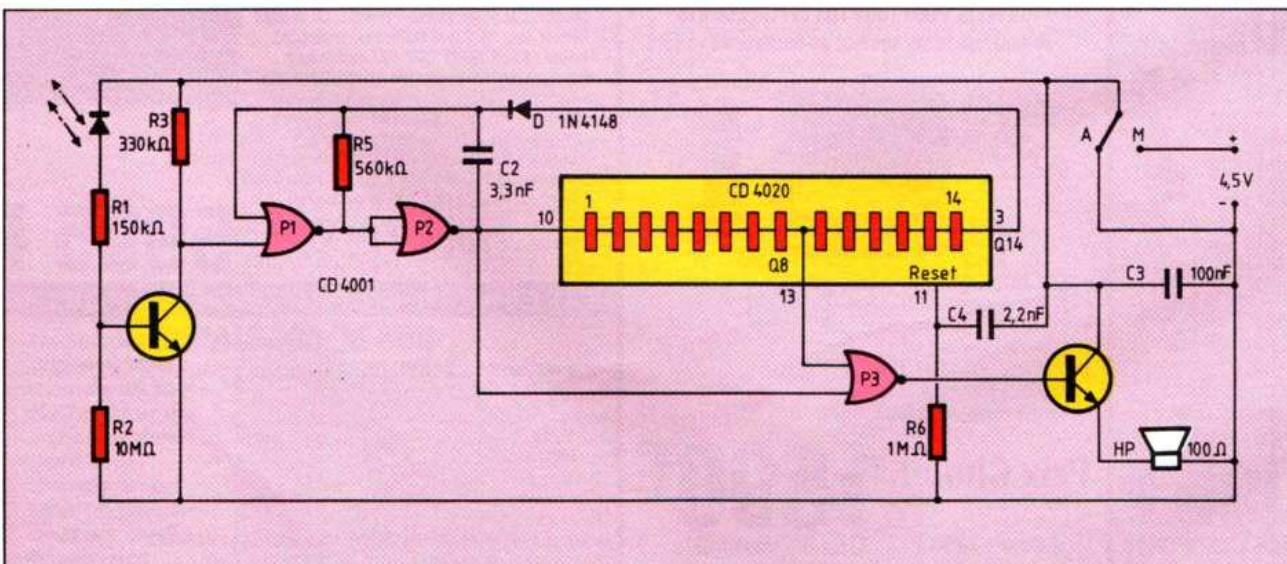 R3
330kΩ
R1
150kΩ
R2
10MΩ
P1
R5
560kΩ
P2
CD 4001
C2
3,3nF
D 1N4148
CD 4020
1
14
10
3
Q14
Q8
13
Reset
11
C4 2,2nF
R6
1MΩ
P3
A M
+
4,5V
-
C3 100nF
HP 100Ω